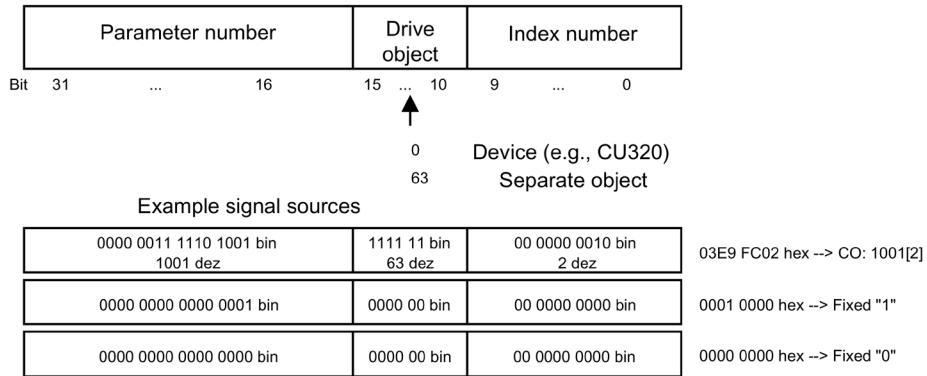 Parameter number Drive object Index number
Bit 31 ... 16 15 ... 10 9 ... 0
0 Device (e.g., CU320)
63 Separate object
Example signal sources
0000 0011 1110 1001 bin 1111 11 bin 00 0000 0010 bin
1001 dez 63 dez 2 dez
03E9 FC02 hex --> CO: 1001[2]
0000 0000 0000 0001 bin 0000 00 bin 00 0000 0000 bin 0001 0000 hex --> Fixed "1"
0000 0000 0000 0000 bin 0000 00 bin 00 0000 0000 bin 0000 0000 hex --> Fixed "0"